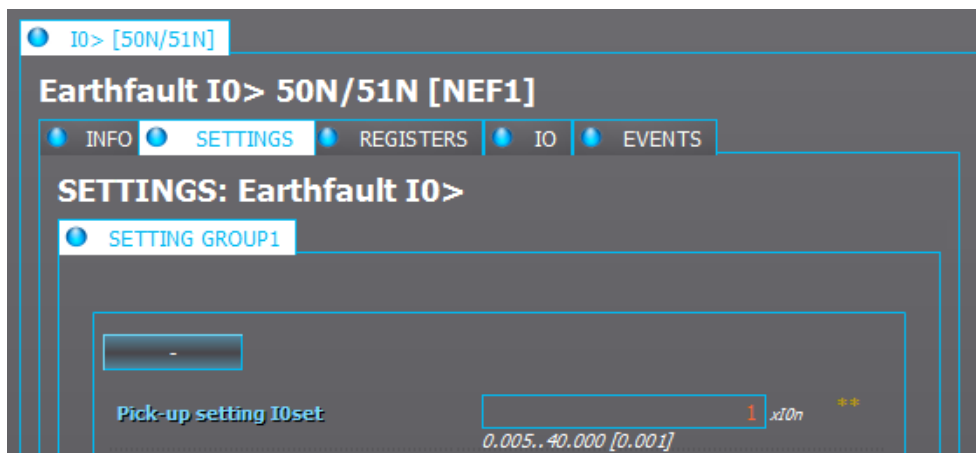 I0> [50N/51N]
Earthfault I0> 50N/51N [NEF1]
INFO SETTINGS REGISTERS IO EVENTS
SETTINGS: Earthfault I0>
SETTING GROUP1
-
Pick-up setting I0set 1 xI0n **
0.005..40.000 [0.001]